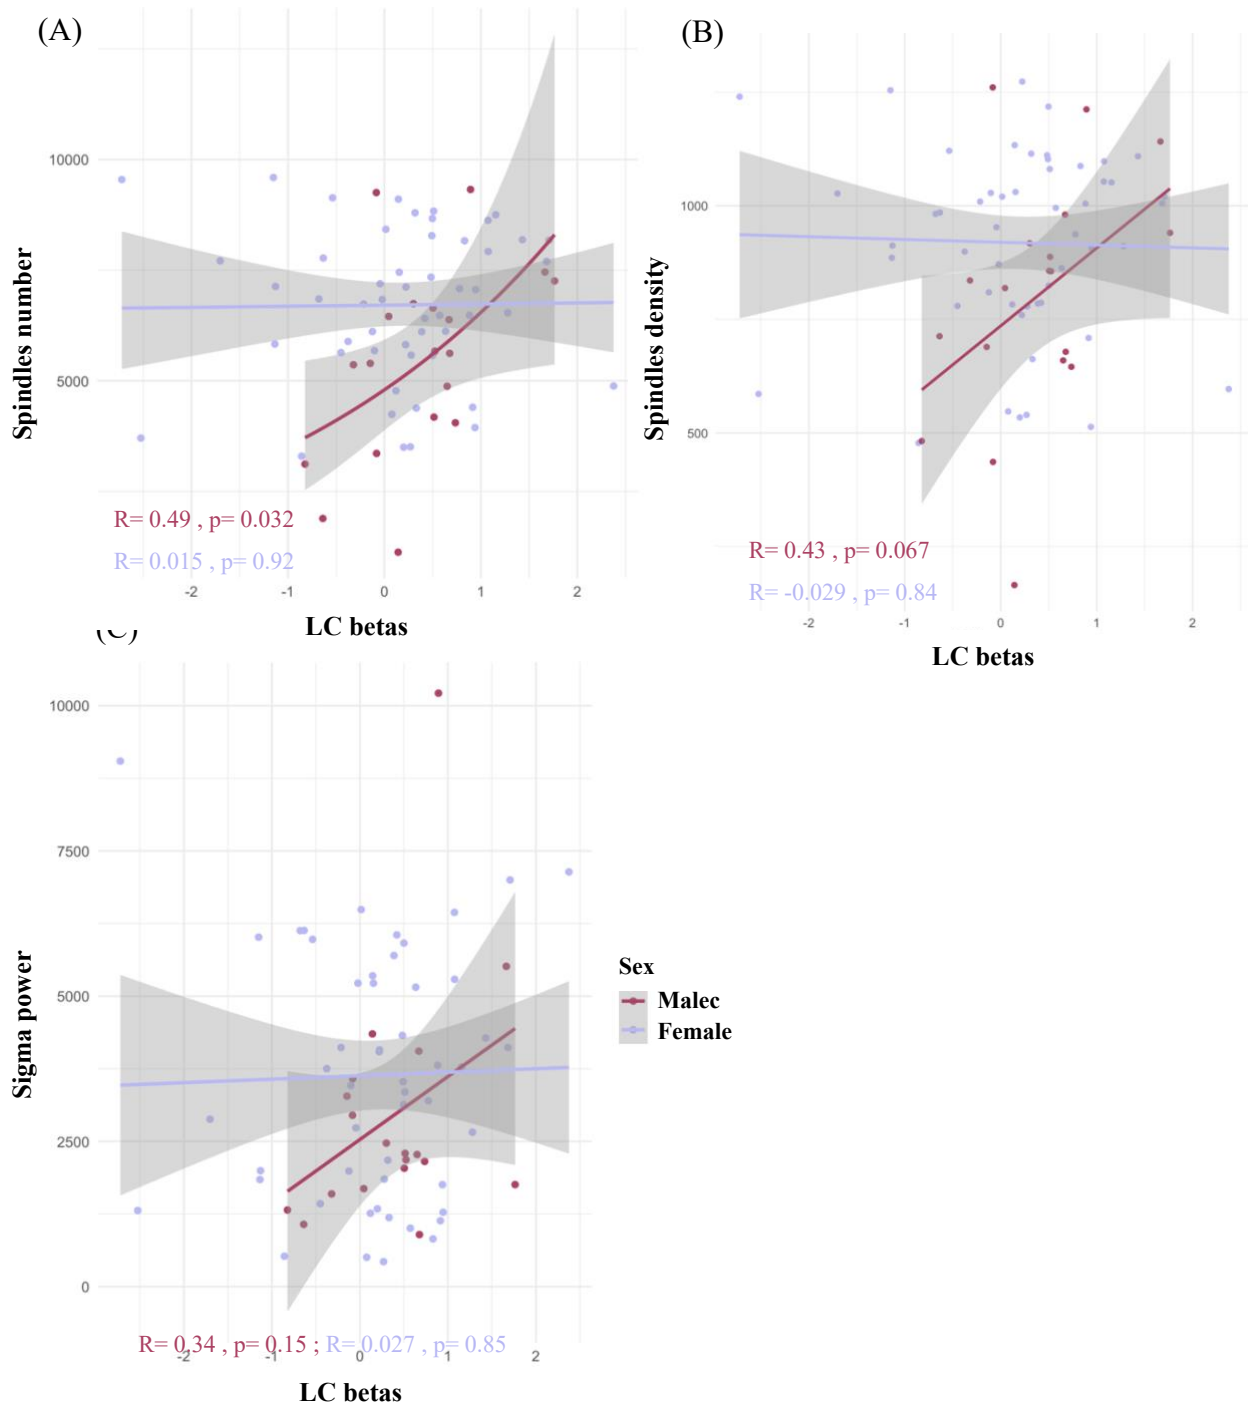 (A)
10000
5000
Spindles number
R= 0.49 , p= 0.032
R= 0.015 , p= 0.92
-2 -1 0 1 2
LC betas
(B)
1000
500
Spindles density
R= 0.43 , p= 0.067
R= -0.029 , p= 0.84
-2 -1 0 1 2
LC betas
(C)
10000
7500
5000
2500
0
Sigma power
R= 0.34 , p= 0.15 ; R= 0.027 , p= 0.85
-2 -1 0 1 2
LC betas
Sex
Malec
Female